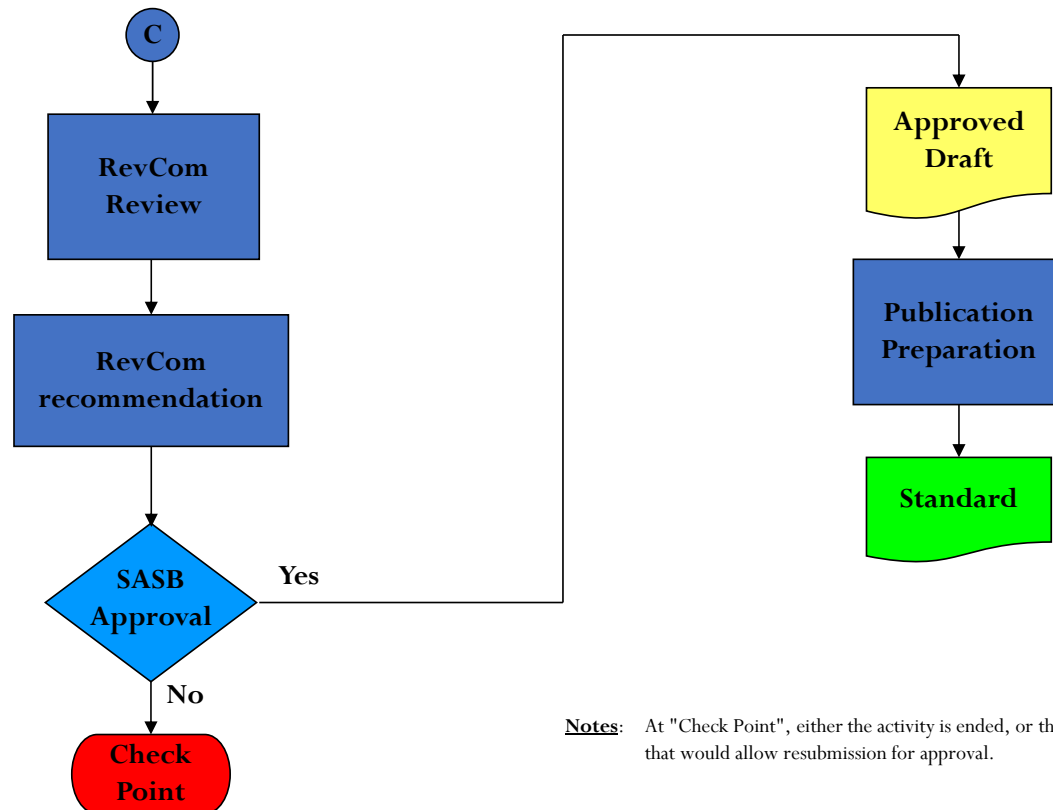 C
RevCom
Review
RevCom
recommendation
SASB
Approval
Yes
No
Check
Point
Approved
Draft
Publication
Preparation
Standard
Notes: At "Check Point", either the activity is ended, or
that would allow resubmission for approval.